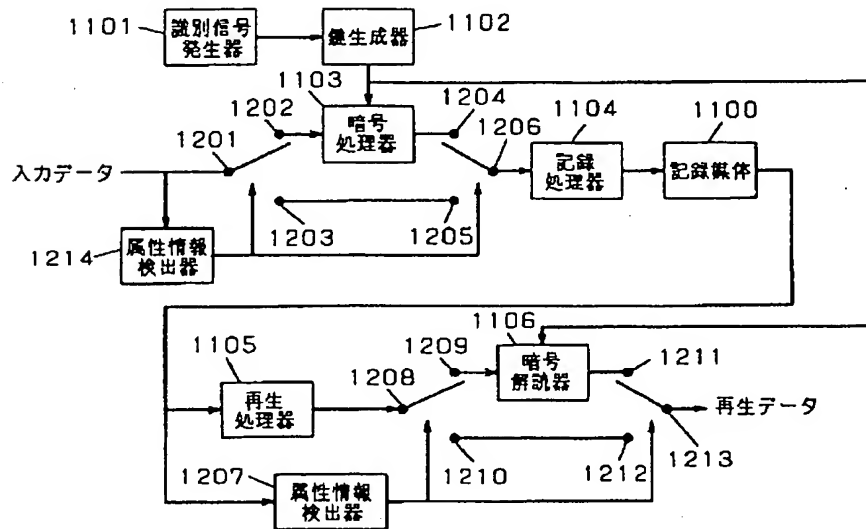 1101
識別信号
発生器
鍵生成器
1102
1103
1202
暗号
処理器
1204
1206
1104
記録
処理器
1100
記録媒体
1201
入力データ
1203
1205
1214
属性情報
検出器
1105
再生
処理器
1208
1209
1106
暗号
解読器
1211
再生データ
1213
1210
1212
1207
属性情報
検出器